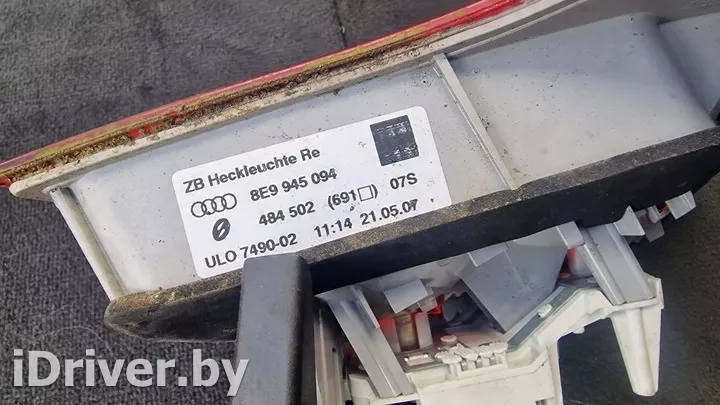 ZB Heckleuchte Re
8E9 945 094
484 502 (691□) 07S
ULO 7490-02 11:14 21.05.07
iDriver.by